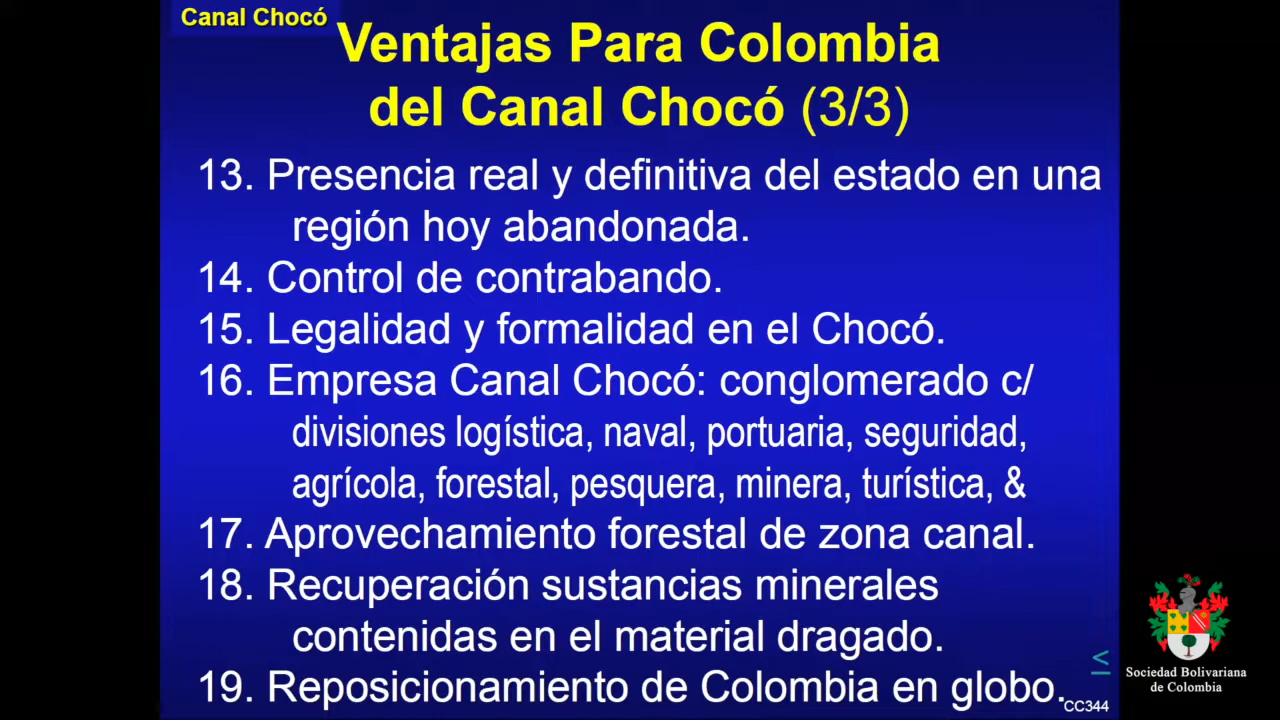 Canal Chocó
Ventajas Para Colombia
del Canal Chocó (3/3)
13. Presencia real y definitiva del estado en una
región hoy abandonada.
14. Control de contrabando.
15. Legalidad y formalidad en el Chocó.
16. Empresa Canal Chocó: conglomerado c/
divisiones logística, naval, portuaria, seguridad,
agrícola, forestal, pesquera, minera, turística, &
17. Aprovechamiento forestal de zona canal.
18. Recuperación sustancias minerales
contenidas en el material dragado.
19. Reposicionamiento de Colombia en globo.
<
CC344
Sociedad Bolivariana
de Colombia